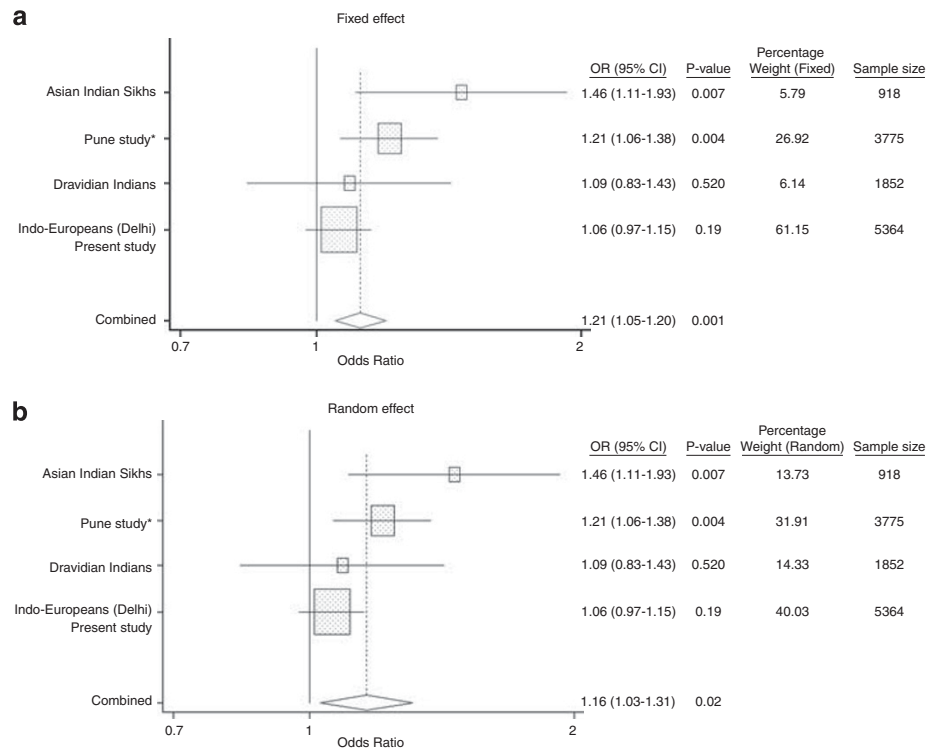 a
Fixed effect
OR (95% CI) P-value Percentage Weight (Fixed) Sample size
Asian Indian Sikhs 1.46 (1.11-1.93) 0.007 5.79 918
Pune study* 1.21 (1.06-1.38) 0.004 26.92 3775
Dravidian Indians 1.09 (0.83-1.43) 0.520 6.14 1852
Indo-Europeans (Delhi) 1.06 (0.97-1.15) 0.19 61.15 5364
Present study
Combined 1.21 (1.05-1.20) 0.001
0.7 1 2
Odds Ratio
b
Random effect
OR (95% CI) P-value Percentage Weight (Random) Sample size
Asian Indian Sikhs 1.46 (1.11-1.93) 0.007 13.73 918
Pune study* 1.21 (1.06-1.38) 0.004 31.91 3775
Dravidian Indians 1.09 (0.83-1.43) 0.520 14.33 1852
Indo-Europeans (Delhi) 1.06 (0.97-1.15) 0.19 40.03 5364
Present study
Combined 1.16 (1.03-1.31) 0.02
0.7 1 2
Odds Ratio